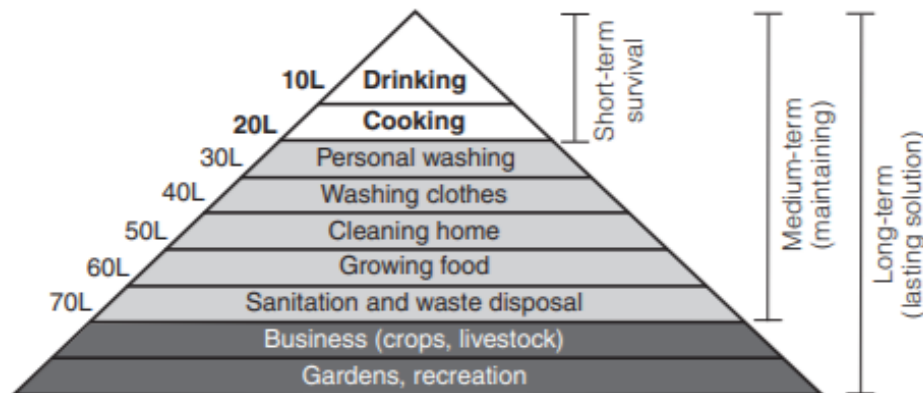 10L Drinking
20L Cooking
30L Personal washing
40L Washing clothes
50L Cleaning home
60L Growing food
70L Sanitation and waste disposal
Business (crops, livestock)
Gardens, recreation
Short-term
survival
Medium-term
(maintaining)
Long-term
(lasting solution)